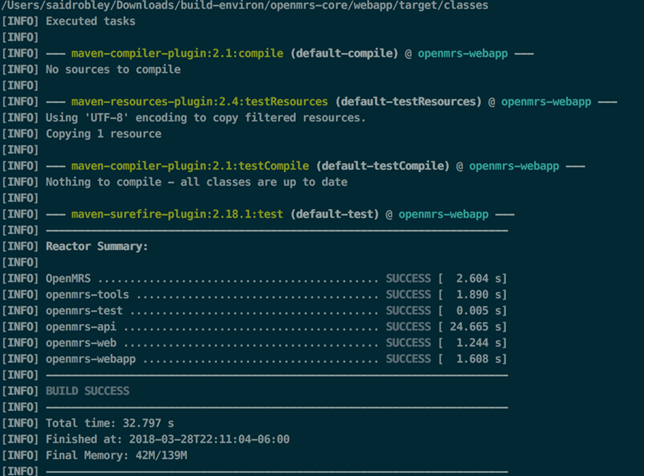 /Users/saidrobley/Downloads/build-environ/openmrs-core/webapp/target/classes
[INFO] Executed tasks
[INFO]
[INFO] --- maven-compiler-plugin:2.1:compile (default-compile) @ openmrs-webapp ---
[INFO] No sources to compile
[INFO]
[INFO] --- maven-resources-plugin:2.4:testResources (default-testResources) @ openmrs-webapp ---
[INFO] Using 'UTF-8' encoding to copy filtered resources.
[INFO] Copying 1 resource
[INFO]
[INFO] --- maven-compiler-plugin:2.1:testCompile (default-testCompile) @ openmrs-webapp ---
[INFO] Nothing to compile - all classes are up to date
[INFO]
[INFO] --- maven-surefire-plugin:2.18.1:test (default-test) @ openmrs-webapp ---
[INFO] ------------------------------------------------------------------------
[INFO] Reactor Summary:
[INFO]
[INFO] OpenMRS ............................................ SUCCESS [  2.604 s]
[INFO] openmrs-tools ...................................... SUCCESS [  1.890 s]
[INFO] openmrs-test ....................................... SUCCESS [  0.005 s]
[INFO] openmrs-api ........................................ SUCCESS [ 24.665 s]
[INFO] openmrs-web ........................................ SUCCESS [  1.244 s]
[INFO] openmrs-webapp ..................................... SUCCESS [  1.608 s]
[INFO] ------------------------------------------------------------------------
[INFO] BUILD SUCCESS
[INFO] ------------------------------------------------------------------------
[INFO] Total time: 32.797 s
[INFO] Finished at: 2018-03-28T22:11:04-06:00
[INFO] Final Memory: 42M/139M
[INFO] ------------------------------------------------------------------------